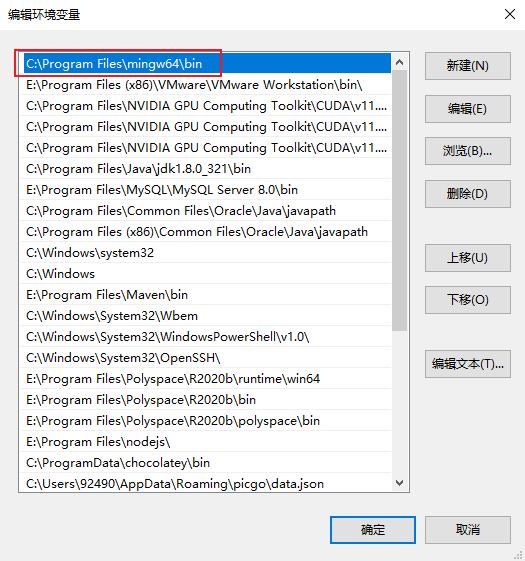 编辑环境变量
C:\Program Files\mingw64\bin
E:\Program Files (x86)\VMware\VMware Workstation\bin\
C:\Program Files\NVIDIA GPU Computing Toolkit\CUDA\v11....
C:\Program Files\NVIDIA GPU Computing Toolkit\CUDA\v11....
C:\Program Files\NVIDIA GPU Computing Toolkit\CUDA\v11....
C:\Program Files\Java\jdk1.8.0_321\bin
E:\Program Files\MySQL\MySQL Server 8.0\bin
C:\Program Files\Common Files\Oracle\Java\javapath
C:\Program Files (x86)\Common Files\Oracle\Java\javapath
C:\Windows\system32
C:\Windows
E:\Program Files\Maven\bin
C:\Windows\System32\Wbem
C:\Windows\System32\WindowsPowerShell\v1.0\
C:\Windows\System32\OpenSSH\
E:\Program Files\Polyspace\R2020b\runtime\win64
E:\Program Files\Polyspace\R2020b\bin
E:\Program Files\Polyspace\R2020b\polyspace\bin
E:\Program Files\nodejs\
C:\ProgramData\chocolatey\bin
C:\Users\92490\AppData\Roaming\picgo\data.json
新建(N)
编辑(E)
浏览(B)...
删除(D)
上移(U)
下移(O)
编辑文本(T)...
确定
取消